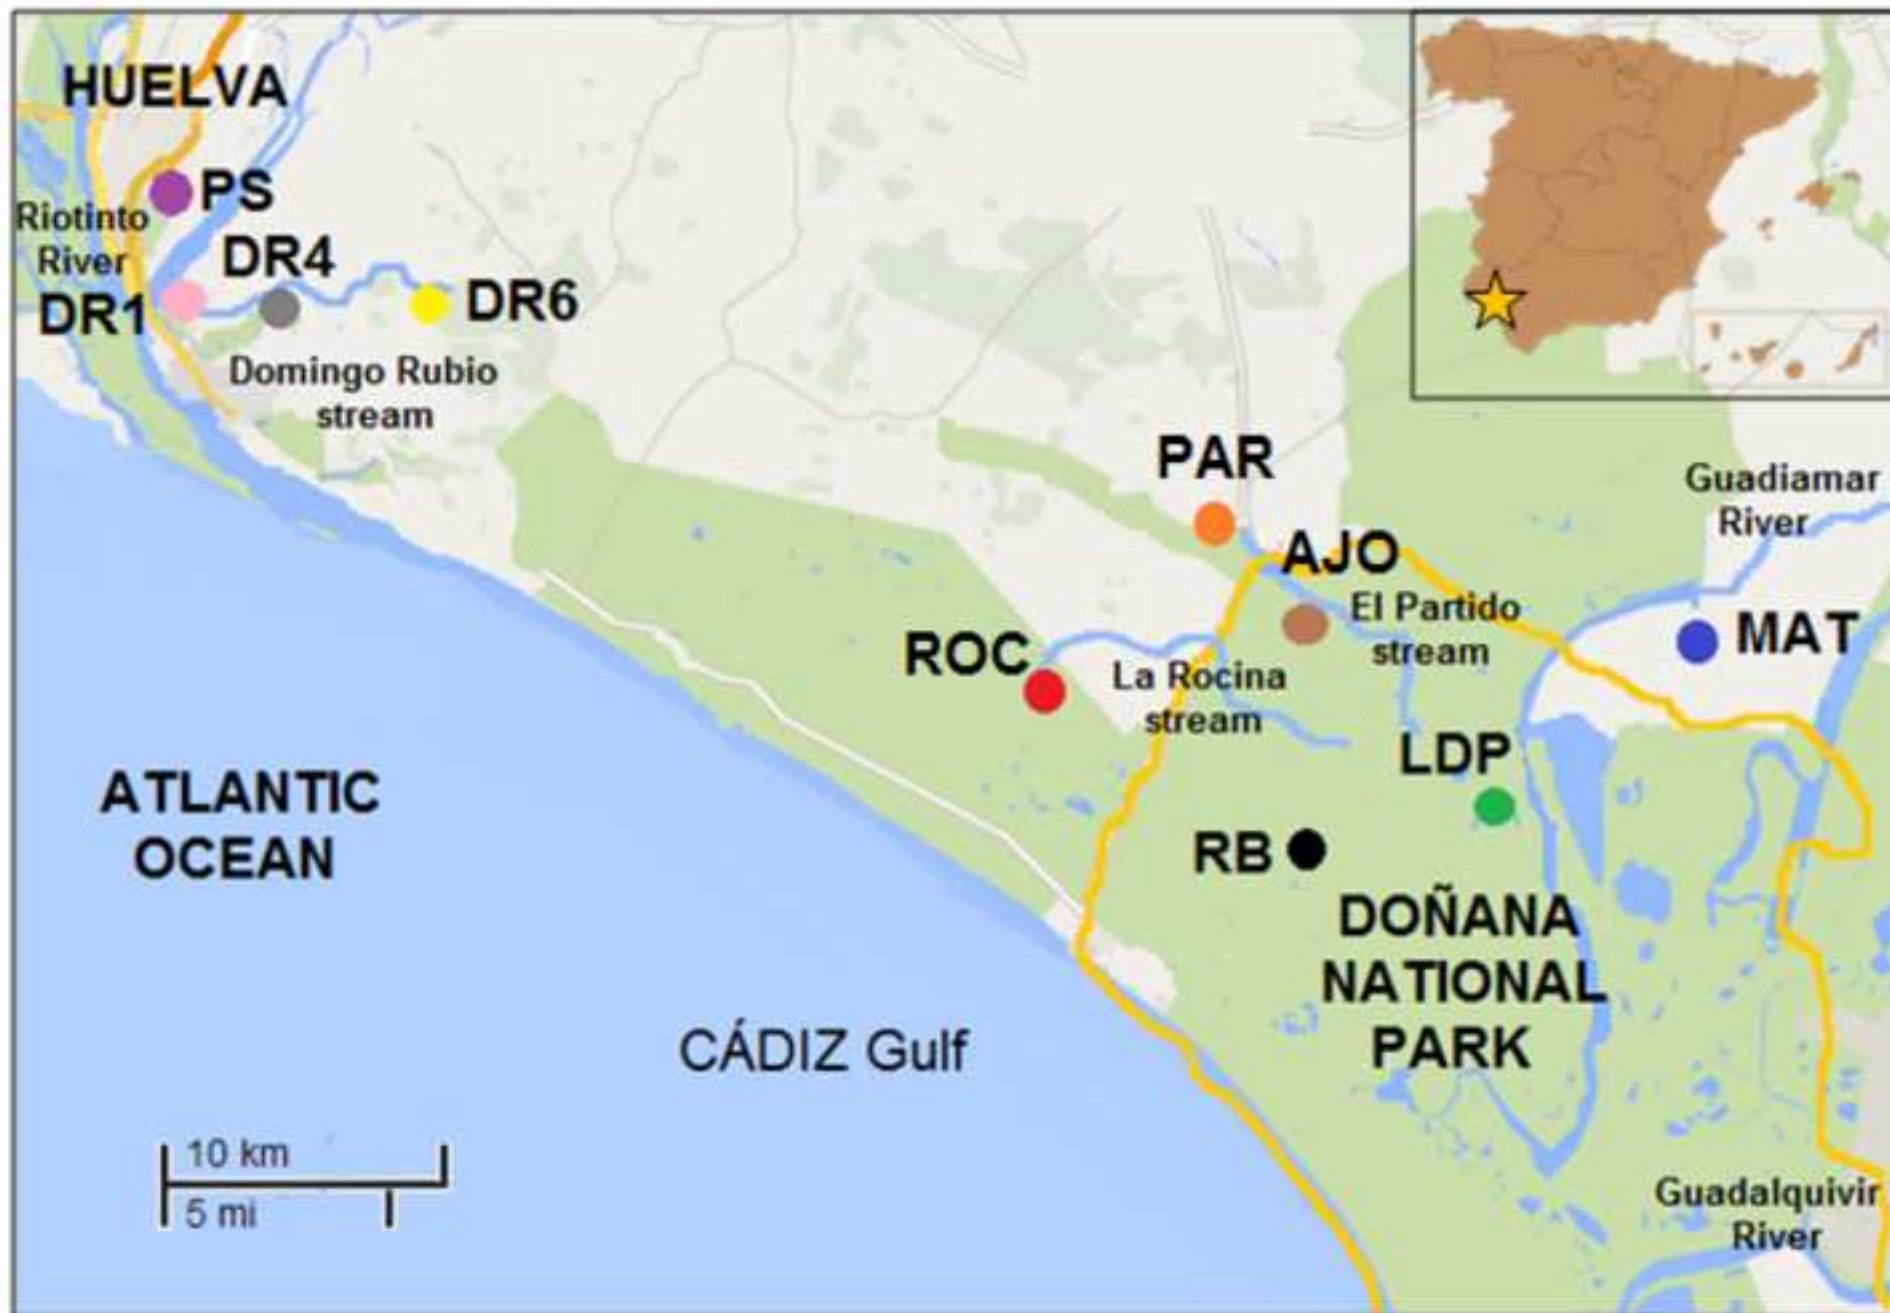 HUELVA
PS
Riotinto
River
DR4
DR1
DR6
Domingo Rubio
stream
PAR
Guadiamar
River
AJO
El Partido
stream
MAT
ROC
La Rocina
stream
LDP
RB
ATLANTIC
OCEAN
DOÑANA
NATIONAL
PARK
CÁDIZ Gulf
10 km
5 mi
Guadalquivir
River